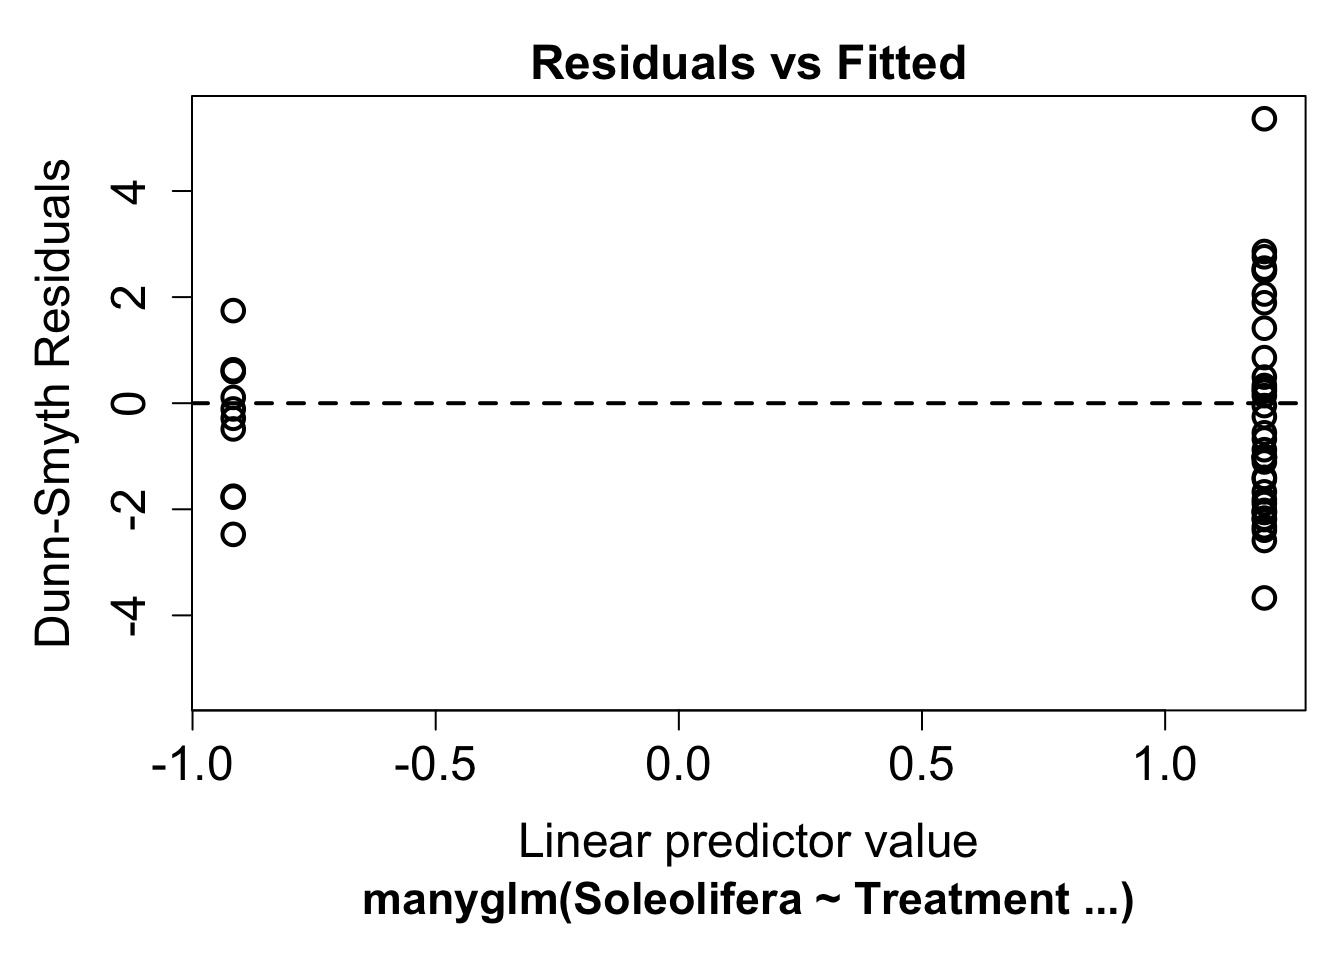 Residuals vs Fitted
Dunn-Smyth Residuals
4
2
0
-2
-4
-1.0 -0.5 0.0 0.5 1.0
Linear predictor value
manyglm(Soleolifera ~ Treatment ...)